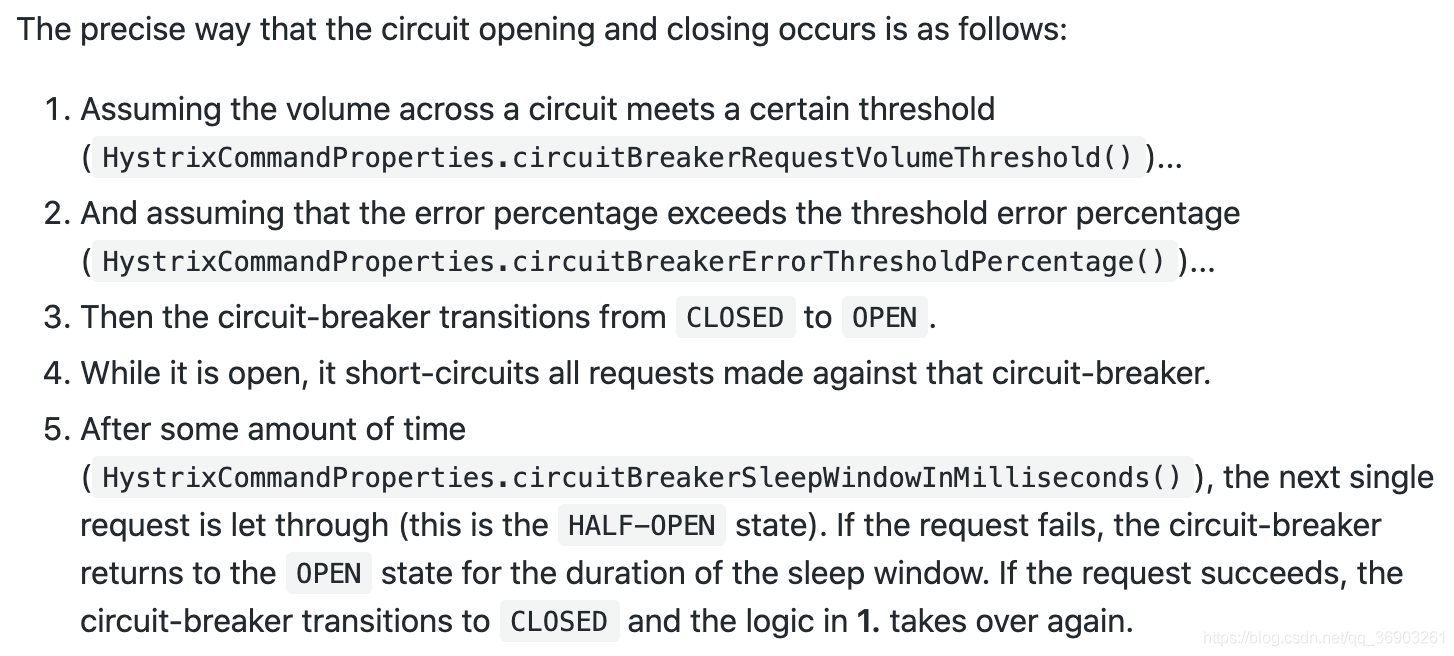 The precise way that the circuit opening and closing occurs is as follows:
1. Assuming the volume across a circuit meets a certain threshold
( HystrixCommandProperties.circuitBreakerRequestVolumeThreshold() )...
2. And assuming that the error percentage exceeds the threshold error percentage
( HystrixCommandProperties.circuitBreakerErrorThresholdPercentage() )...
3. Then the circuit-breaker transitions from CLOSED to OPEN .
4. While it is open, it short-circuits all requests made against that circuit-breaker.
5. After some amount of time
( HystrixCommandProperties.circuitBreakerSleepWindowInMilliseconds() ), the next single
request is let through (this is the HALF-OPEN state). If the request fails, the circuit-breaker
returns to the OPEN state for the duration of the sleep window. If the request succeeds, the
circuit-breaker transitions to CLOSED and the logic in 1. takes over again.
https://blog.csdn.net/qq_36903261